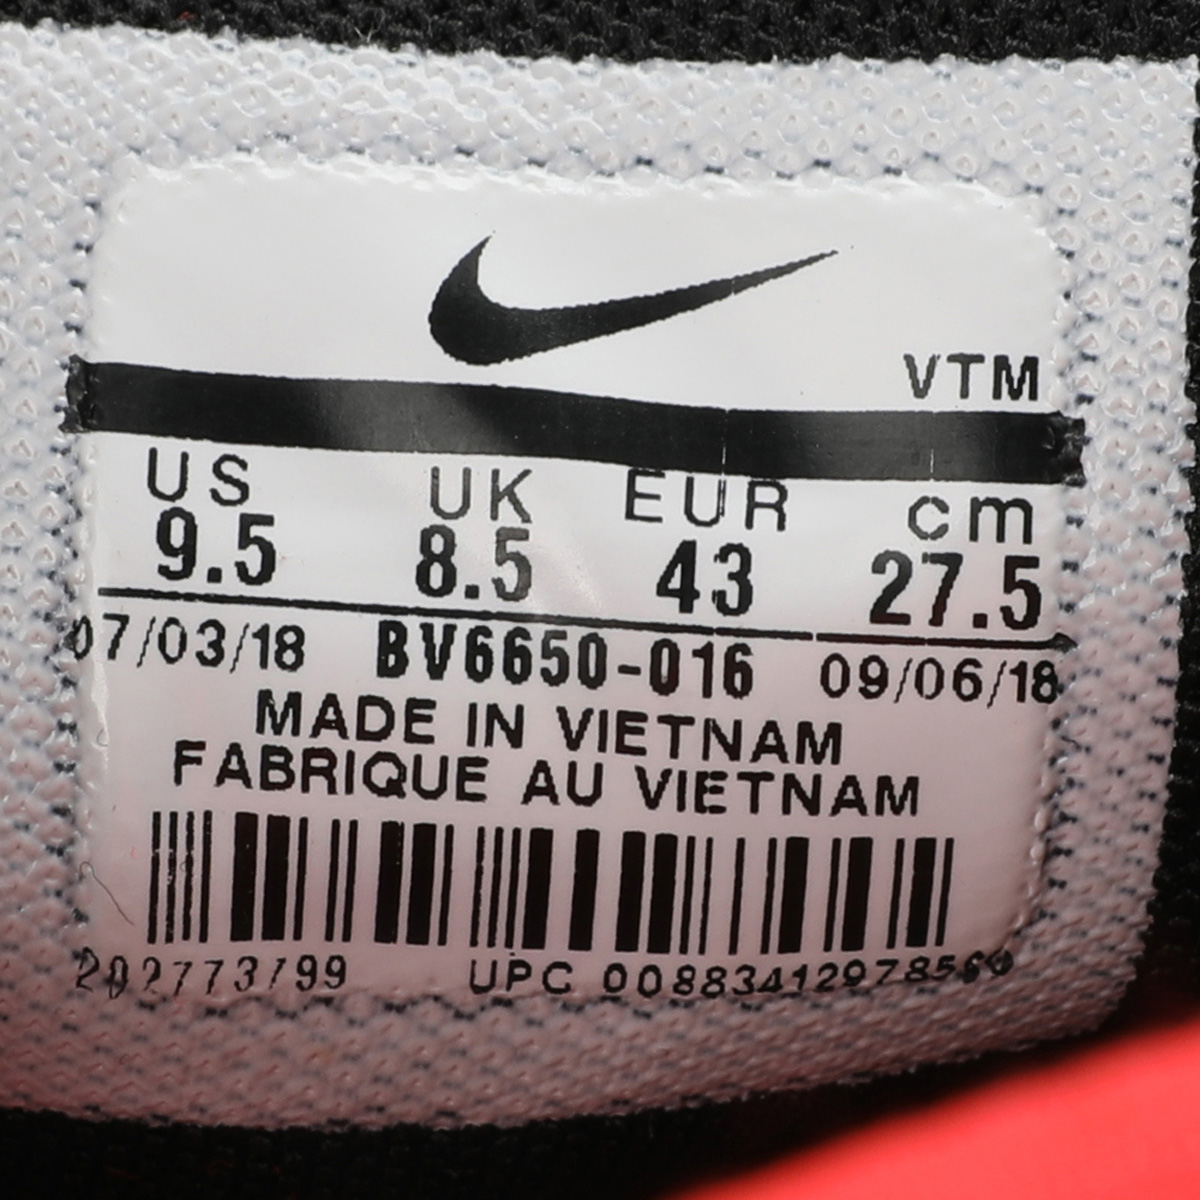 VTM
US UK EUR cm
9.5 8.5 43 27.5
07/03/18 BV6650-016 09/06/18
MADE IN VIETNAM
FABRIQUE AU VIETNAM
UPC